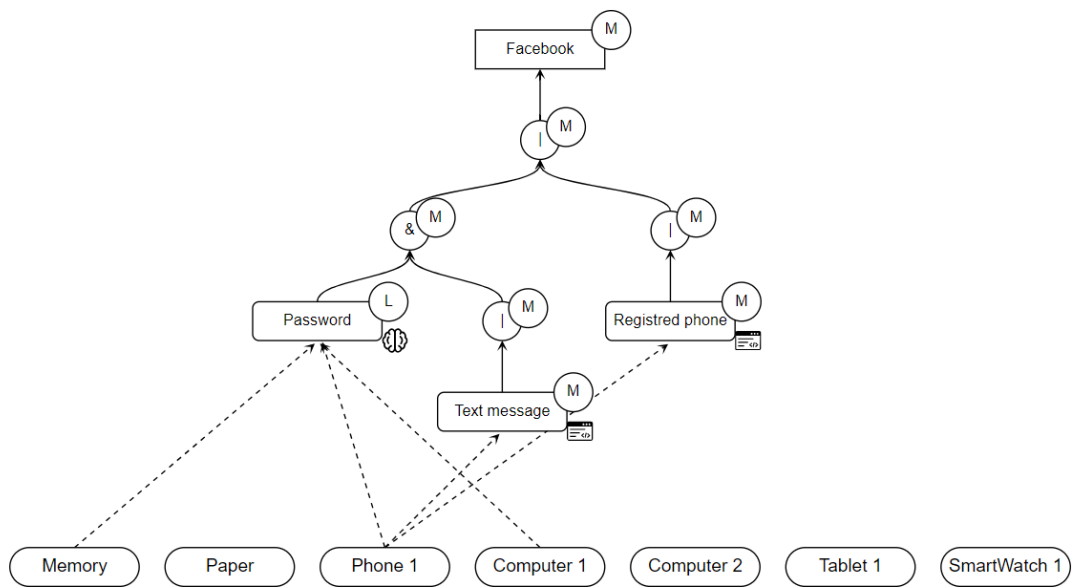 M
Facebook
| M
& M
| M
L
Password
| M
M
Registred phone
M
Text message
Memory Paper Phone 1 Computer 1 Computer 2 Tablet 1 SmartWatch 1